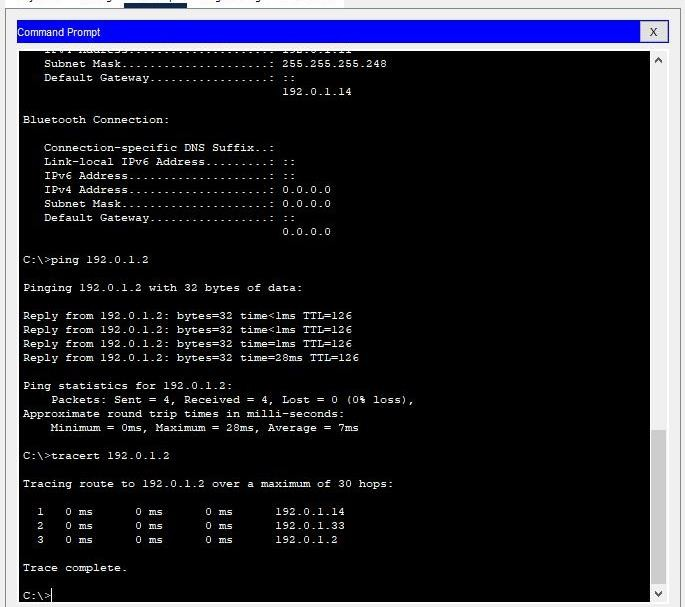 Command Prompt
X
Subnet Mask.....................: 255.255.255.248
Default Gateway.................: ::
192.0.1.14
Bluetooth Connection:
Connection-specific DNS Suffix..:
Link-local IPv6 Address.........: ::
IPv6 Address....................: ::
IPv4 Address....................: 0.0.0.0
Subnet Mask.....................: 0.0.0.0
Default Gateway.................: ::
0.0.0.0
C:\>ping 192.0.1.2
Pinging 192.0.1.2 with 32 bytes of data:
Reply from 192.0.1.2: bytes=32 time<1ms TTL=126
Reply from 192.0.1.2: bytes=32 time<1ms TTL=126
Reply from 192.0.1.2: bytes=32 time=1ms TTL=126
Reply from 192.0.1.2: bytes=32 time=28ms TTL=126
Ping statistics for 192.0.1.2:
Packets: Sent = 4, Received = 4, Lost = 0 (0% loss),
Approximate round trip times in milli-seconds:
Minimum = 0ms, Maximum = 28ms, Average = 7ms
C:\>tracert 192.0.1.2
Tracing route to 192.0.1.2 over a maximum of 30 hops:
1 0 ms 0 ms 0 ms 192.0.1.14
2 0 ms 0 ms 0 ms 192.0.1.33
3 0 ms 0 ms 0 ms 192.0.1.2
Trace complete.
C:\>